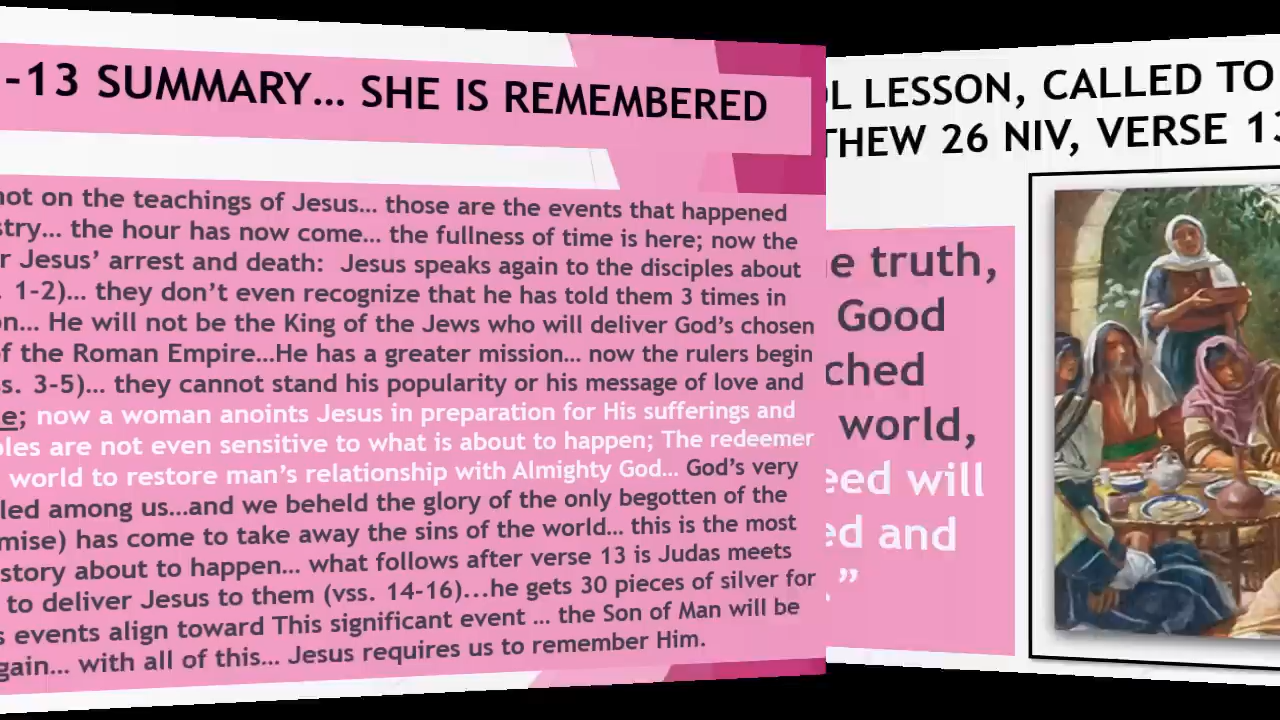 -13 SUMMARY... SHE IS REMEMBERED
not on the teachings of Jesus... those are the events that happened
the hour has now come... the fullness of time is here; now the
Jesus' arrest and death: Jesus speaks again to the disciples about
1-2)... they don't even recognize that he has told them 3 times in
He will not be the King of the Jews who will deliver God's chosen
of the Roman Empire...He has a greater mission... now the rulers begin
3-5)... they cannot stand his popularity or his message of love and
now a woman anoints Jesus in preparation for His sufferings and
are not even sensitive to what is about to happen; The redeemer
world to restore man's relationship with Almighty God... God's very
among us...and we beheld the glory of the only begotten of the
has come to take away the sins of the world... this is the most
story about to happen... what follows after verse 13 is Judas meets
to deliver Jesus to them (vss. 14-16)...he gets 30 pieces of silver for
events align toward This significant event ... the Son of Man will be
with all of this... Jesus requires us to remember Him.
LESSON, CALLED TO
26 NIV, VERSE
truth,
Good
world,
will
and
.”